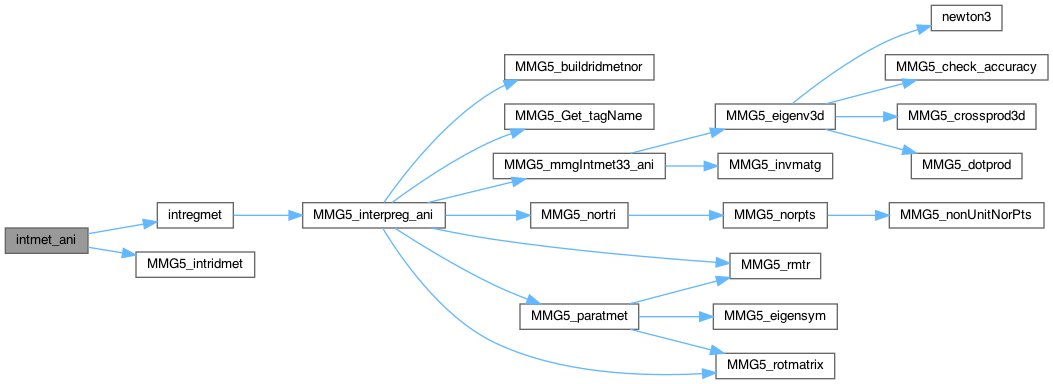 newton3
MMG5_buildridmetnor
MMG5_check_accuracy
MMG5_Get_tagName
MMG5_eigenv3d
MMG5_crossprod3d
MMG5_mmgIntmet33_ani
MMG5_invmatg
MMG5_dotprod
intregmet
MMG5_interpreg_ani
MMG5_nortri
MMG5_norpts
MMG5_nonUnitNorPts
intmet_ani
MMG5_intridmet
MMG5_rmtr
MMG5_paratmet
MMG5_eigensym
MMG5_rotmatrix